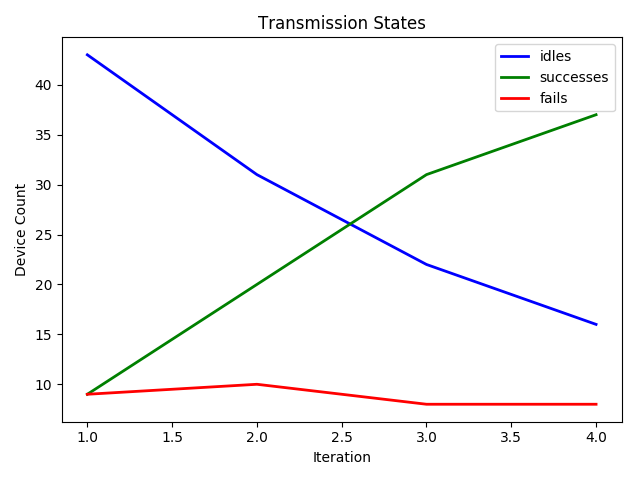 Transmission States
idles
successes
fails
Device Count
40
35
30
25
20
15
10
1.0 1.5 2.0 2.5 3.0 3.5 4.0
Iteration